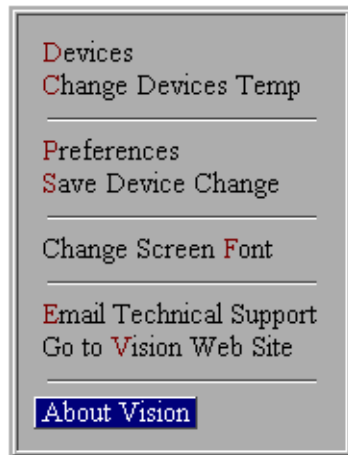 Devices
Change Devices Temp
Preferences
Save Device Change
Change Screen Font
Email Technical Support
Go to Vision Web Site
About Vision